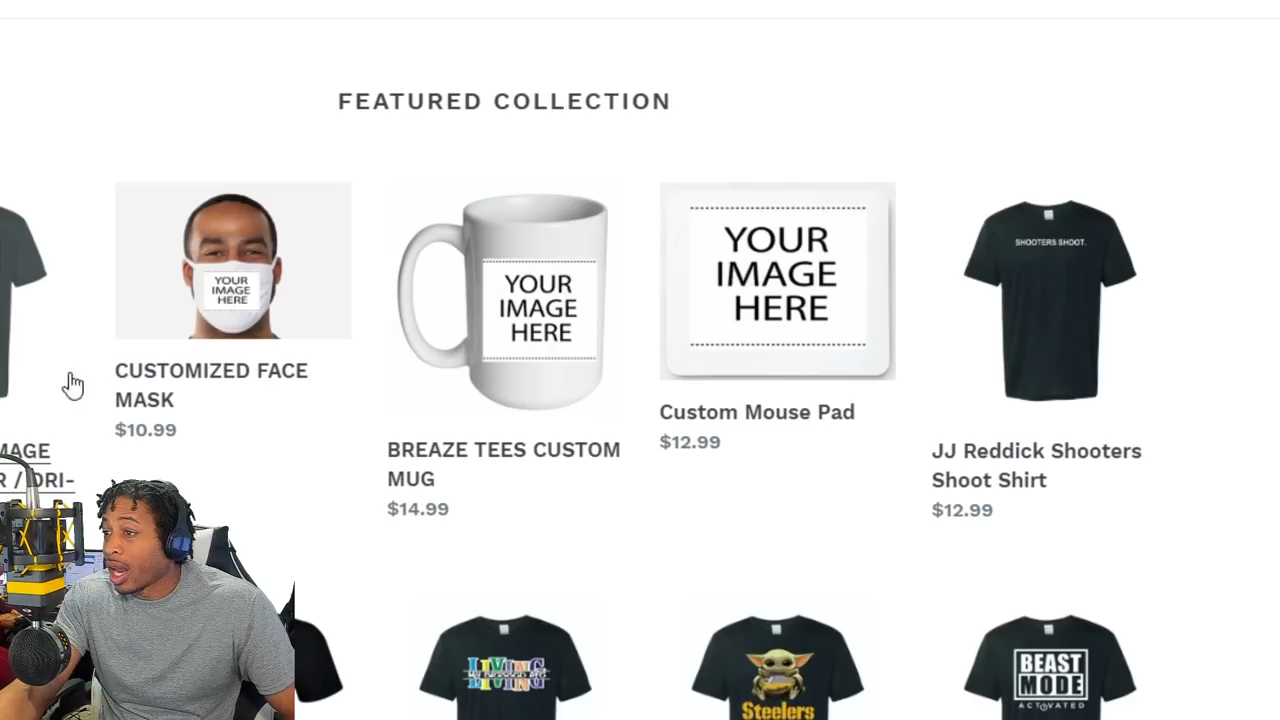 FEATURED COLLECTION
YOUR
IMAGE
HERE
CUSTOMIZED FACE
MASK
$10.99
YOUR
IMAGE
HERE
BREAZE TEES CUSTOM
MUG
$14.99
YOUR
IMAGE
HERE
Custom Mouse Pad
$12.99
SHOOTERS SHOOT.
JJ Reddick Shooters
Shoot Shirt
$12.99
LIVING
Steelers
BEAST
MODE
ACTIVATED